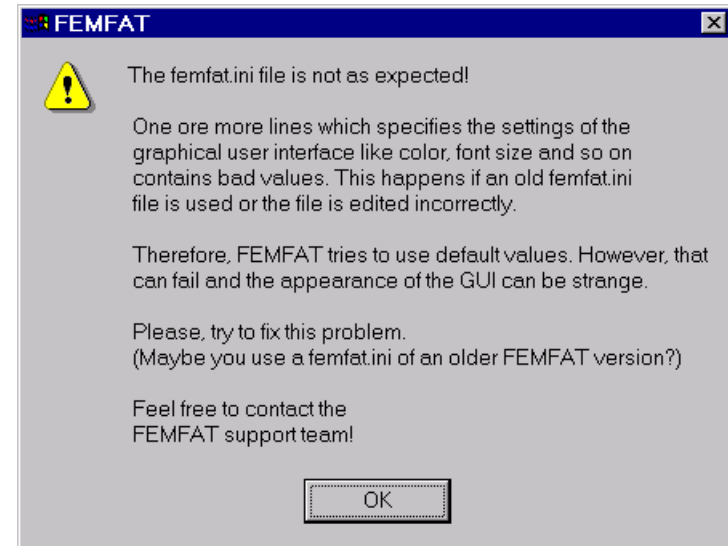 FEMFAT
The femfat.ini file is not as expected!
One ore more lines which specifies the settings of the
graphical user interface like color, font size and so on
contains bad values. This happens if an old femfat.ini
file is used or the file is edited incorrectly.
Therefore, FEMFAT tries to use default values. However, that
can fail and the appearance of the GUI can be strange.
Please, try to fix this problem.
(Maybe you use a femfat.ini of an older FEMFAT version?)
Feel free to contact the
FEMFAT support team!
OK